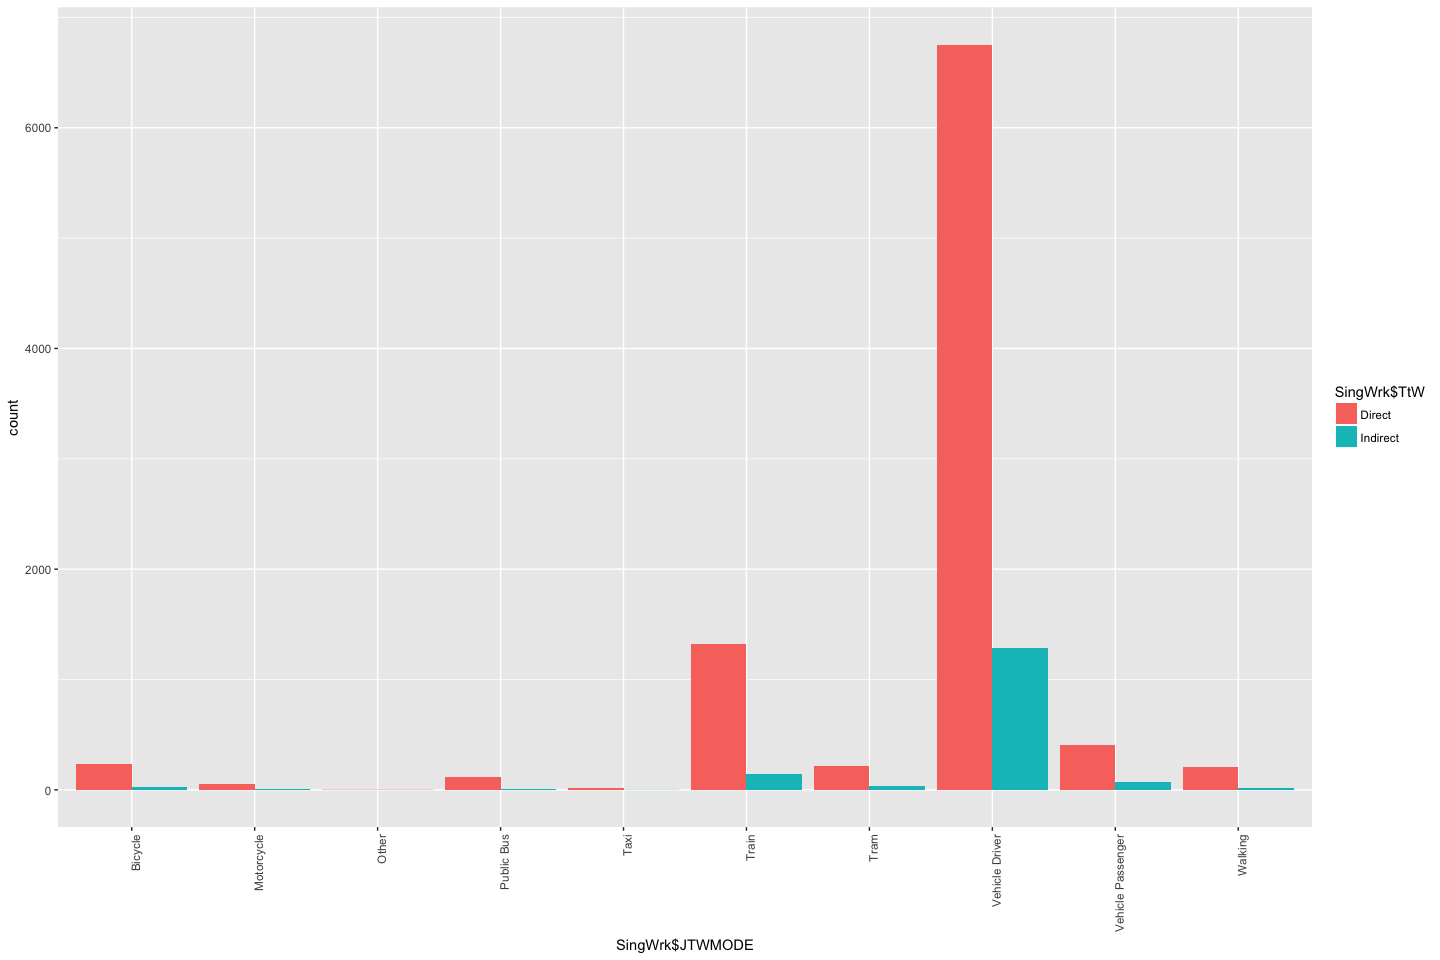 6000
4000
2000
0
count
Bicycle
Motorcycle
Other
Public Bus
Taxi
Train
Tram
Vehicle Driver
Vehicle Passenger
Walking
SingWrk$JTWMODE
SingWrk$TtW
Direct
Indirect